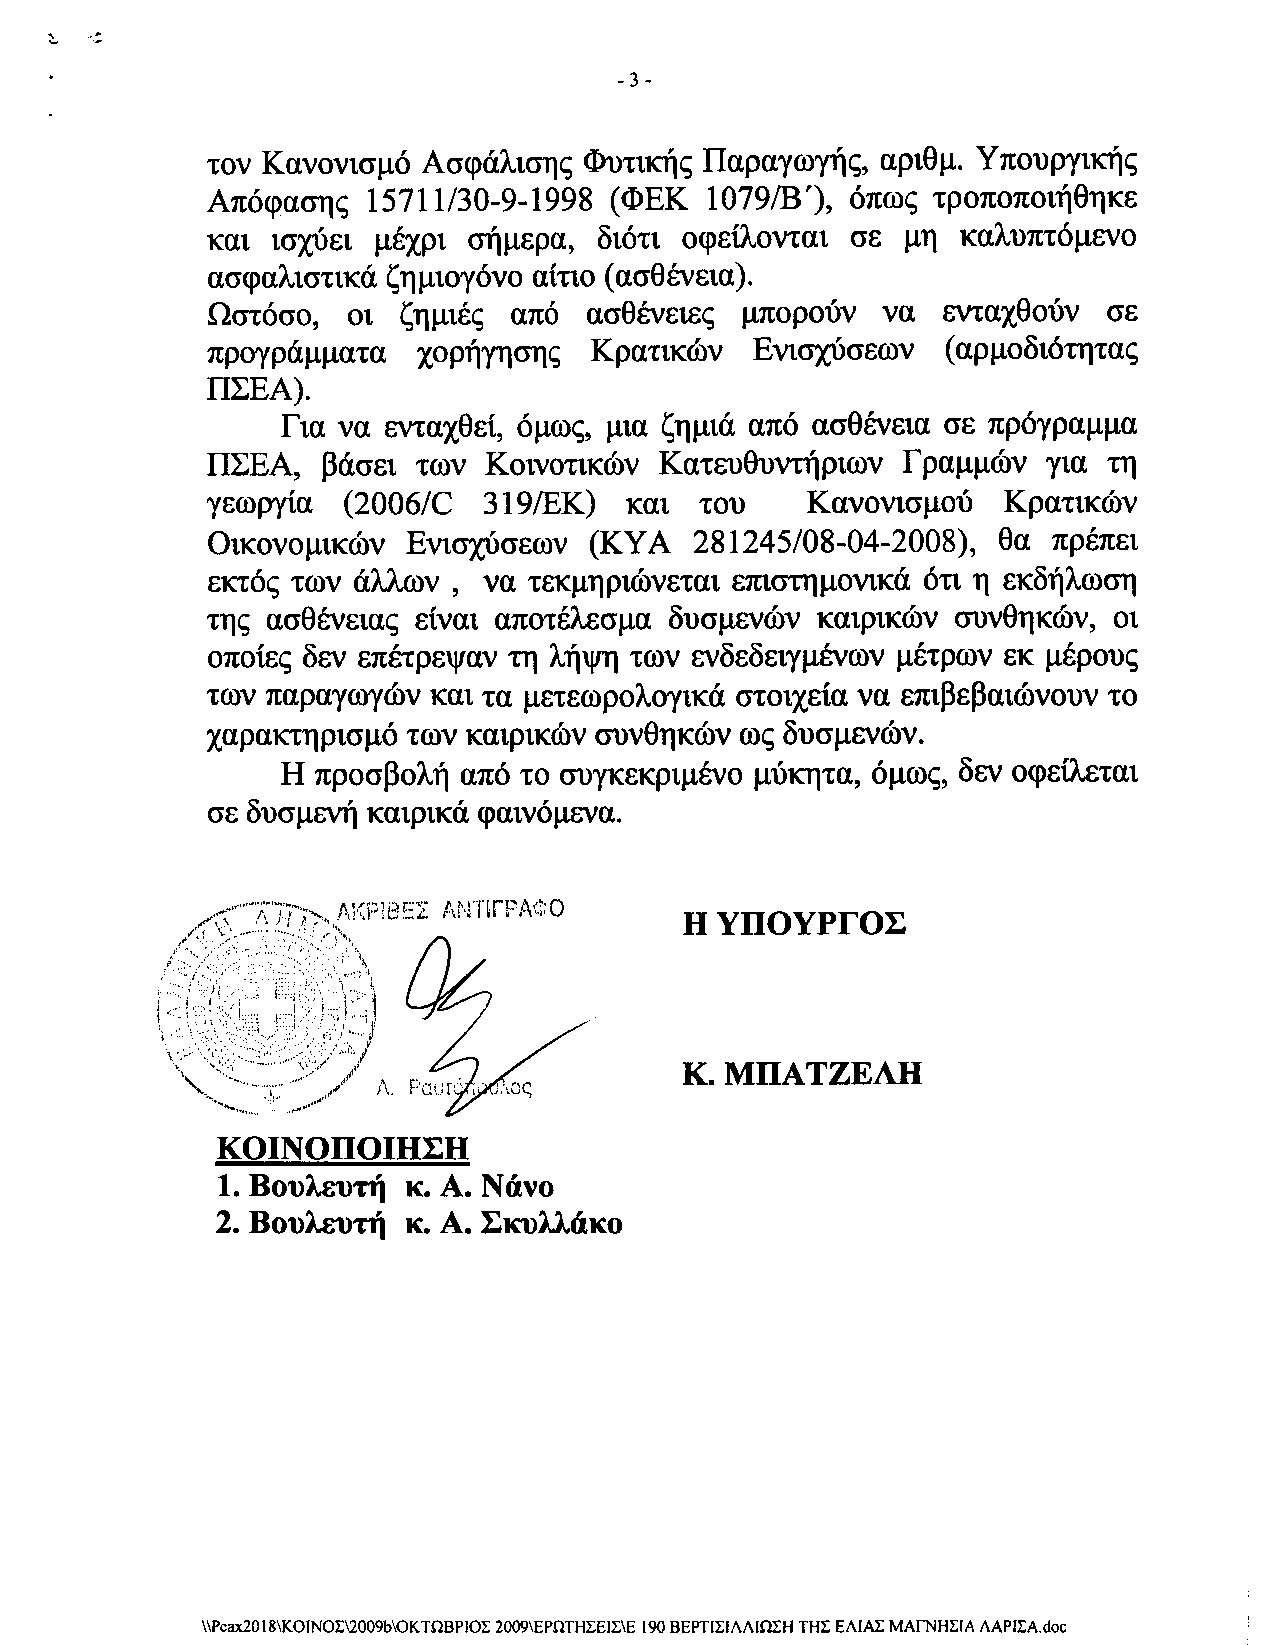 - 3 -
τον Κανονισμό Ασφάλισης Φυτικής Παραγωγής, αριθμ. Υπουργικής
Απόφασης 15711/30-9-1998 (ΦΕΚ 1079/Β΄), όπως τροποποιήθηκε
και ισχύει μέχρι σήμερα, διότι οφείλονται σε μη καλυπτόμενο
ασφαλιστικά ζημιογόνο αίτιο (ασθένεια).
Ωστόσο, οι ζημιές από ασθένειες μπορούν να ενταχθούν σε
προγράμματα χορήγησης Κρατικών Ενισχύσεων (αρμοδιότητας
ΠΣΕΑ).
Για να ενταχθεί, όμως, μια ζημιά από ασθένεια σε πρόγραμμα
ΠΣΕΑ, βάσει των Κοινοτικών Κατευθυντήριων Γραμμών για τη
γεωργία (2006/C 319/ΕΚ) και του Κανονισμού Κρατικών
Οικονομικών Ενισχύσεων (ΚΥΑ 281245/08-04-2008), θα πρέπει
εκτός των άλλων , να τεκμηριώνεται επιστημονικά ότι η εκδήλωση
της ασθένειας είναι αποτέλεσμα δυσμενών καιρικών συνθηκών, οι
οποίες δεν επέτρεψαν τη λήψη των ενδεδειγμένων μέτρων εκ μέρους
των παραγωγών και τα μετεωρολογικά στοιχεία να επιβεβαιώνουν το
χαρακτηρισμό των καιρικών συνθηκών ως δυσμενών.
Η προσβολή από το συγκεκριμένο μύκητα, όμως, δεν οφείλεται
σε δυσμενή καιρικά φαινόμενα.
ΑΚΡΙΒΕΣ ΑΝΤΙΓΡΑΦΟ
Η ΥΠΟΥΡΓΟΣ
Κ. ΜΠΑΤΖΕΛΗ
Λ.
ΚΟΙΝΟΠΟΙΗΣΗ
1. Βουλευτή κ. Α. Νάνο
2. Βουλευτή κ. Α. Σκυλλάκο
\\Pcax2018\ΚΟΙΝΟΣ\2009b\ΟΚΤΩΒΡΙΟΣ 2009\ΕΡΩΤΗΣΕΙΣ\Ε 190 ΒΕΡΤΙΣΙΛΛΙΩΣΗ ΤΗΣ ΕΛΙΑΣ ΜΑΓΝΗΣΙΑ ΛΑΡΙΣΑ.doc